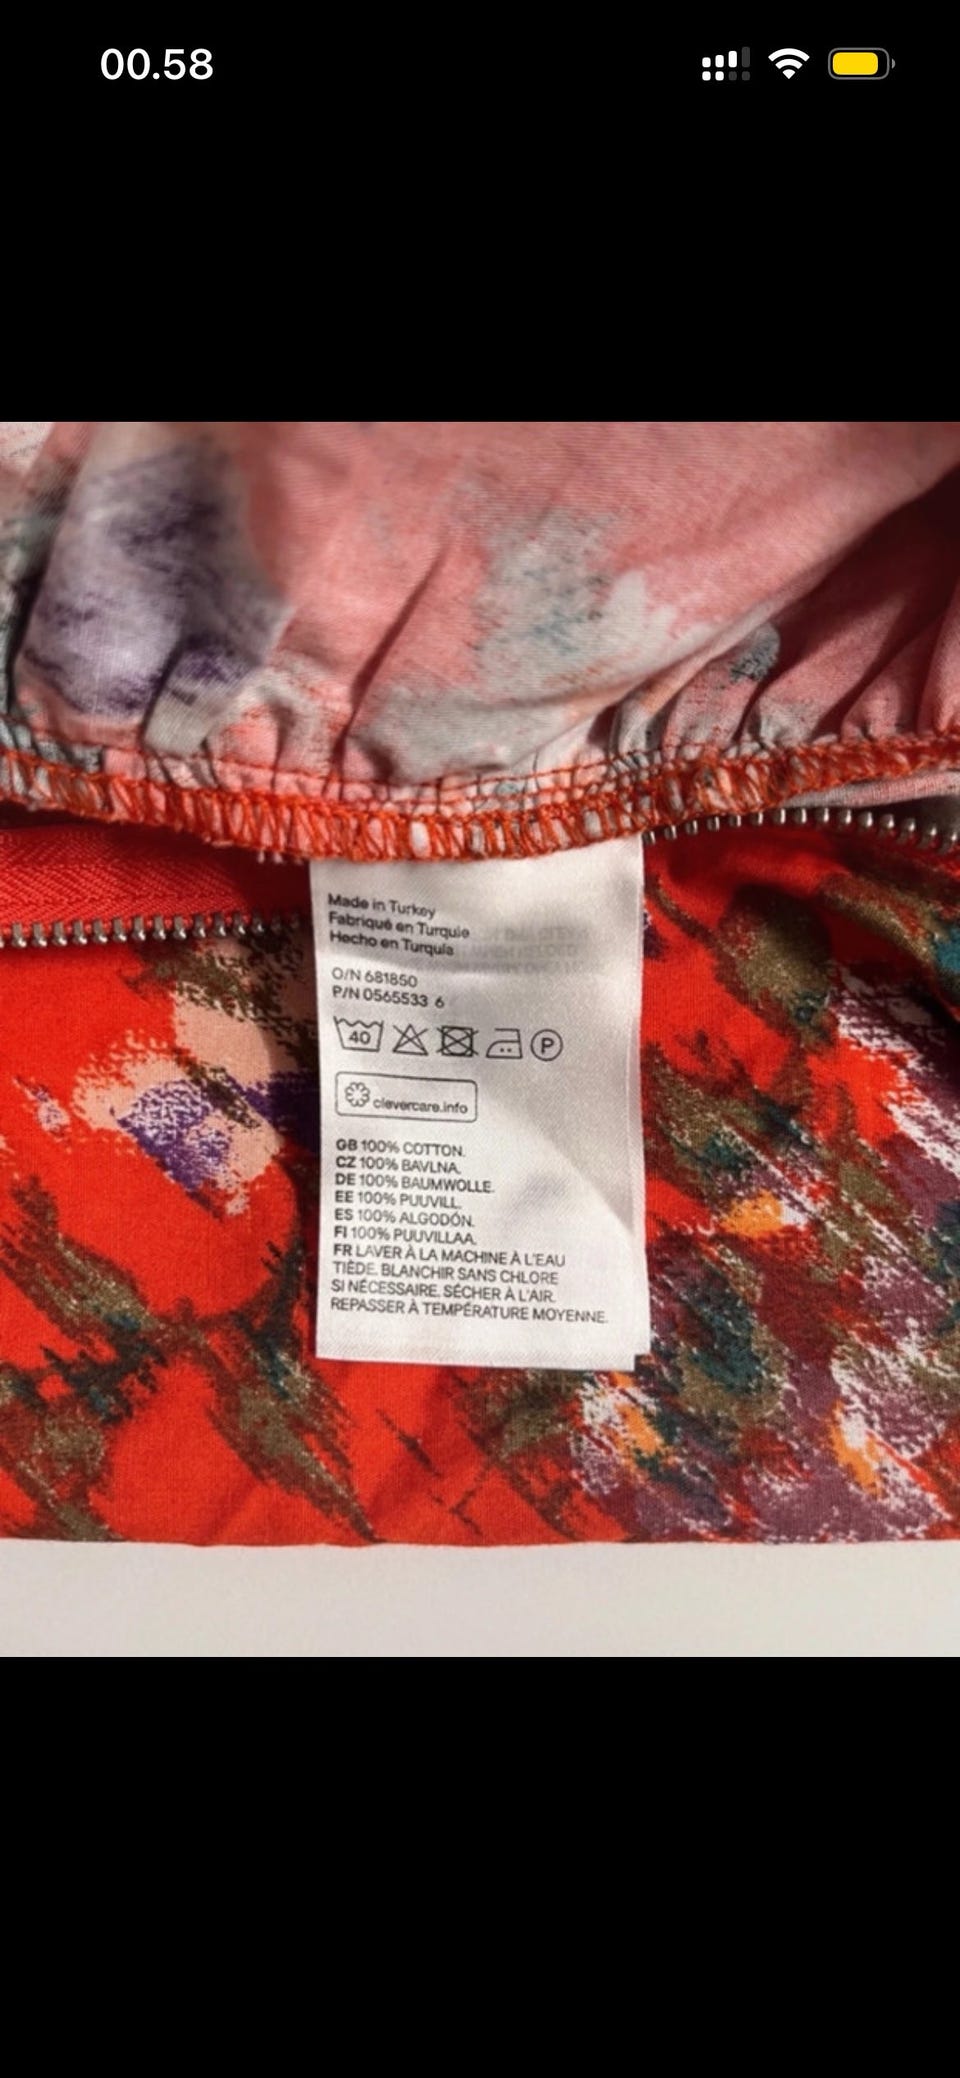 00.58
Made in Turkey
Fabriqué en Turquie
Hecho en Turquía
O/N 681850
P/N 0565533 6
40
P
clevercare.info
GB 100% COTTON.
CZ 100% BAVLNA.
DE 100% BAUMWOLLE.
EE 100% PUUVILL.
ES 100% ALGODÓN.
FI 100% PUUVILLAA.
FR LAVER À LA MACHINE À L'EAU
TIÈDE. BLANCHIR SANS CHLORE
SI NÉCESSAIRE. SÉCHER À L'AIR.
REPASSER À TEMPÉRATURE MOYENNE.